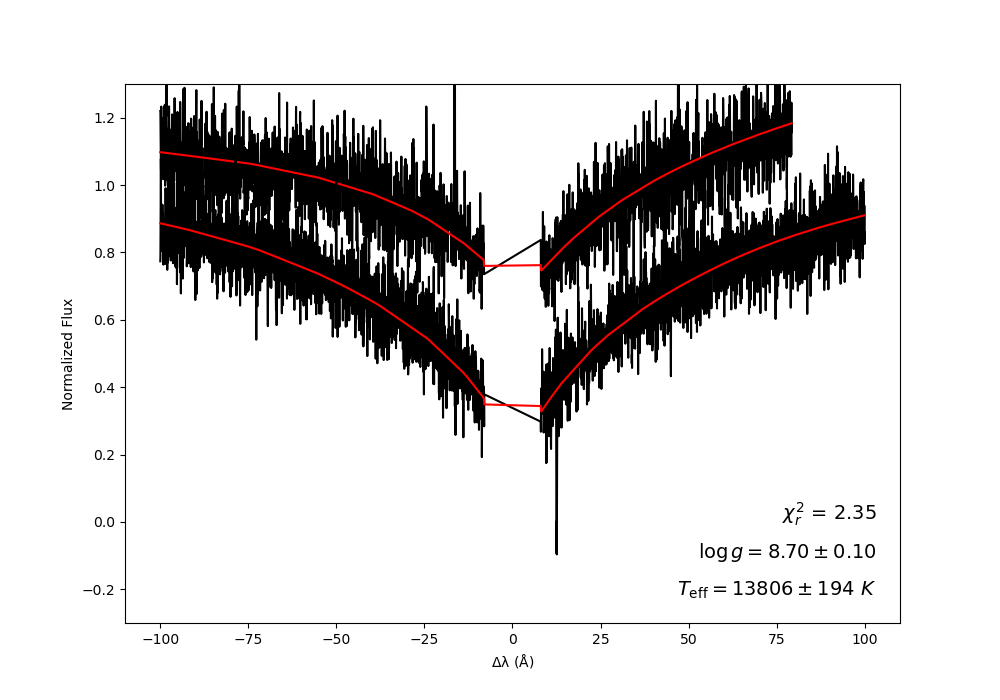 1.2
1.0
0.8
0.6
0.4
0.2
0.0
−0.2
Normalized Flux
χ²ᵣ = 2.35
log g = 8.70 ± 0.10
T_eff = 13806 ± 194 K
−100 −75 −50 −25 0 25 50 75 100
Δλ (Å)